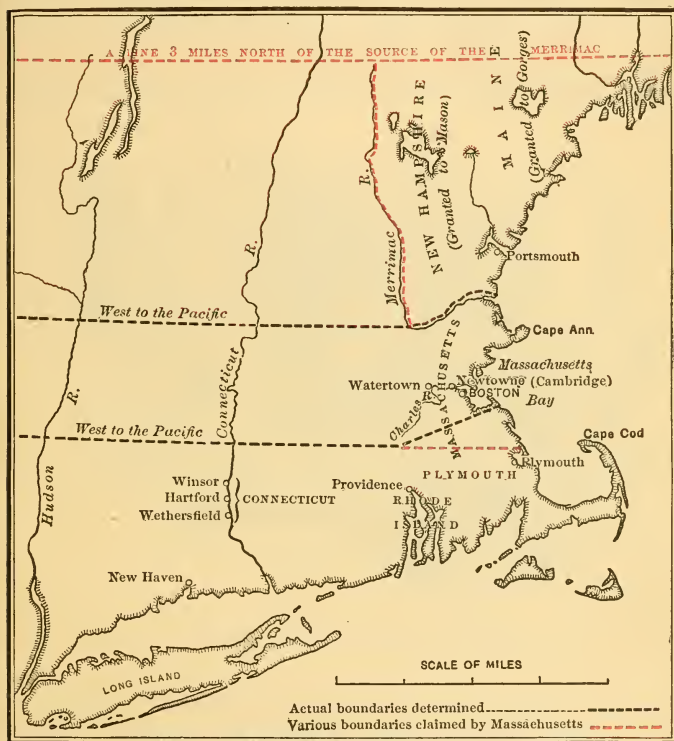 A LINE 3 MILES NORTH OF THE SOURCE OF THE MERRIMAC
NEW HAMPSHIRE
(Granted to Mason)
MAINE
(Granted to Gorges)
Merrimac R.
Portsmouth
West to the Pacific
Cape Ann.
Connecticut R.
Hudson R.
MASSACHUSETTS
Massachusetts
Bay
Watertown
Newtowne (Cambridge)
BOSTON
Charles R.
West to the Pacific
Cape Cod
Plymouth
PLYMOUTH
Winsor
Hartford
Wethersfield
CONNECTICUT
Providence
RHODE
ISLAND
New Haven
LONG ISLAND
SCALE OF MILES
Actual boundaries determined
Various boundaries claimed by Massachusetts